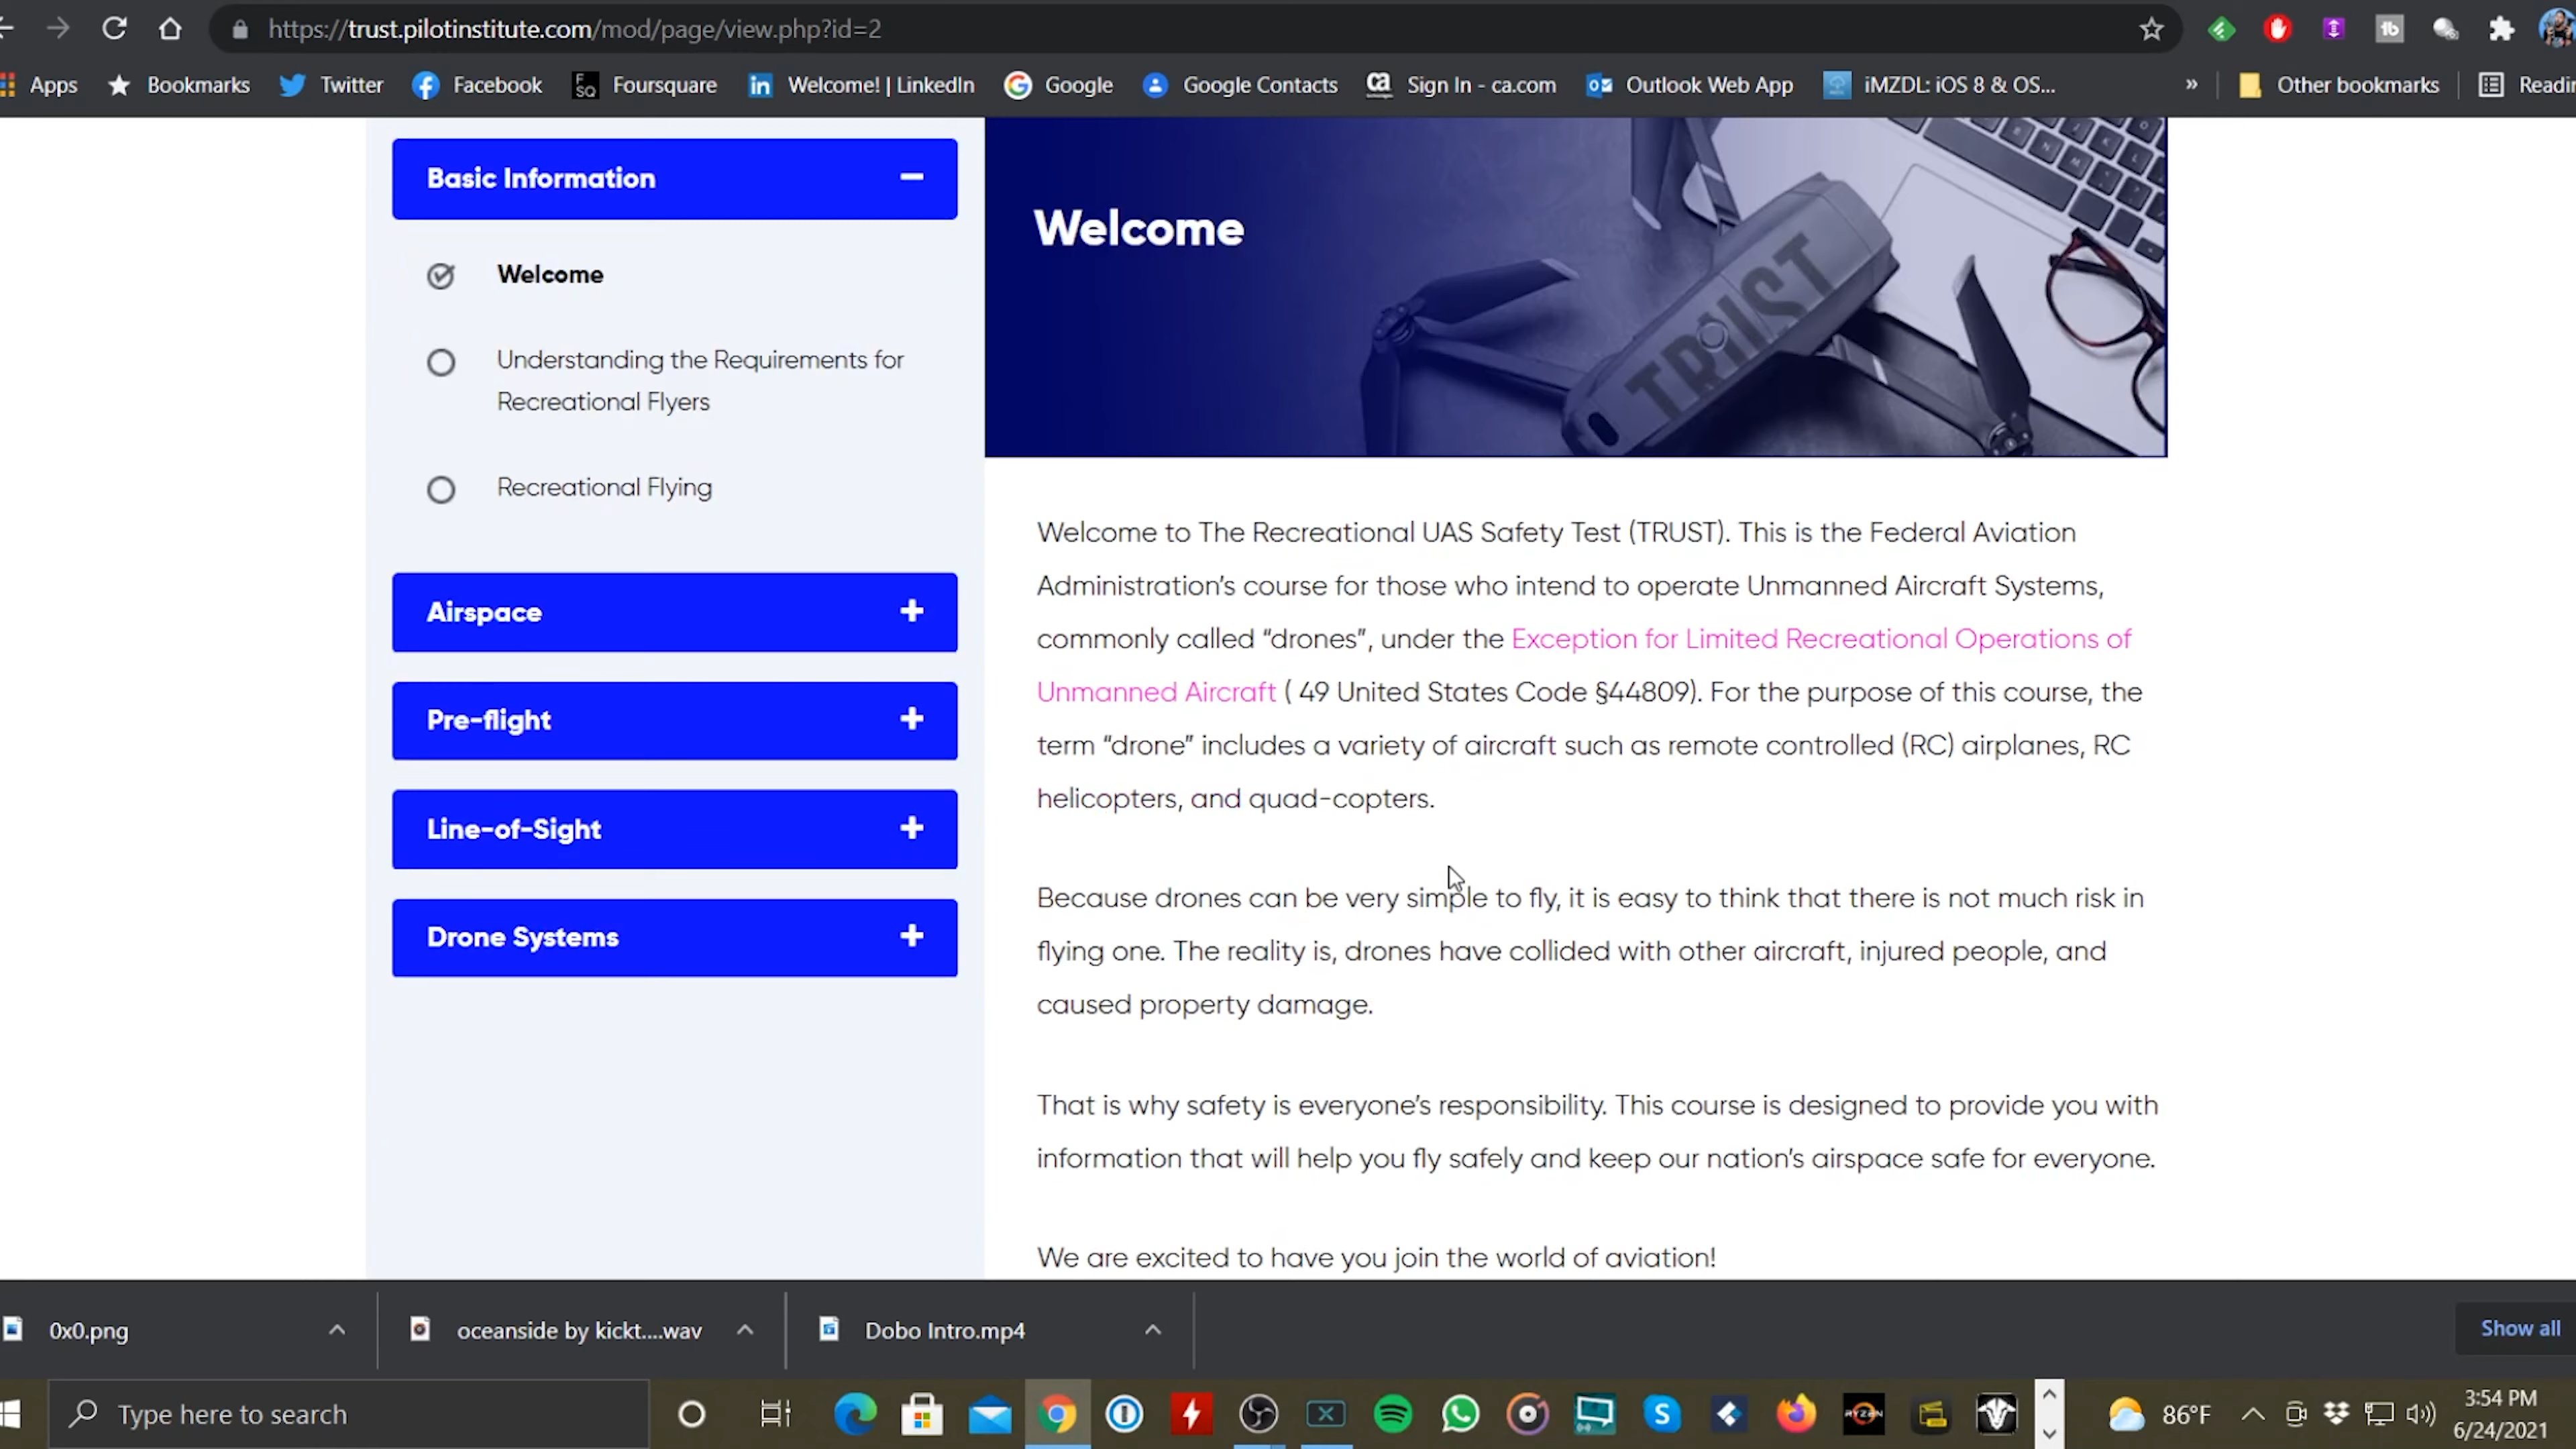 https://trust.pilotinstitute.com/mod/page/view.php?id=2
Apps Bookmarks Twitter Facebook Foursquare Welcome! | LinkedIn Google Google Contacts Sign In - ca.com Outlook Web App iMZDL: iOS 8 & OS... » Other bookmarks
Basic Information
Welcome
Understanding the Requirements for
Recreational Flyers
Recreational Flying
Airspace
Pre-flight
Line-of-Sight
Drone Systems
Welcome
TRUST
Welcome to The Recreational UAS Safety Test (TRUST). This is the Federal Aviation
Administration's course for those who intend to operate Unmanned Aircraft Systems,
commonly called "drones", under the Exception for Limited Recreational Operations of
Unmanned Aircraft ( 49 United States Code §44809). For the purpose of this course, the
term "drone" includes a variety of aircraft such as remote controlled (RC) airplanes, RC
helicopters, and quad-copters.
Because drones can be very simple to fly, it is easy to think that there is not much risk in
flying one. The reality is, drones have collided with other aircraft, injured people, and
caused property damage.
That is why safety is everyone's responsibility. This course is designed to provide you with
information that will help you fly safely and keep our nation's airspace safe for everyone.
We are excited to have you join the world of aviation!
0x0.png oceanside by kickt....wav Dobo Intro.mp4 Show all
Type here to search 86°F 3:54 PM
6/24/2021